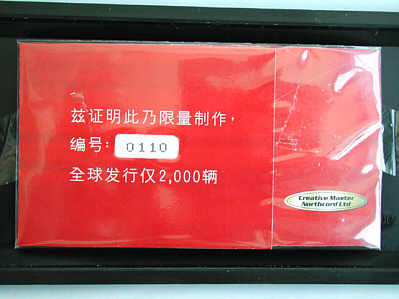 兹证明此乃限量制作，
编号：0110
全球发行仅2,000辆
Creative Master
Northcord Ltd